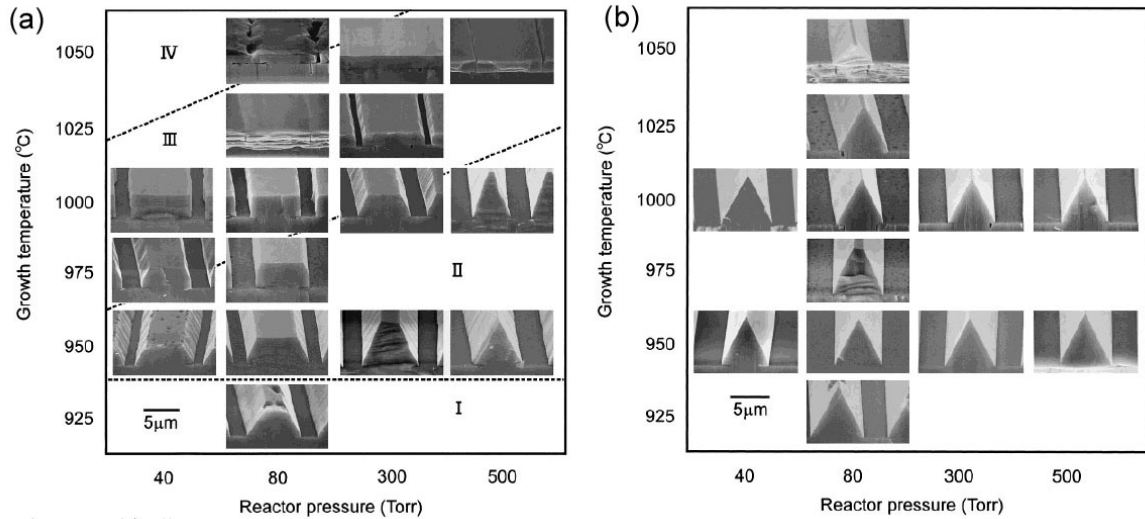 (a)
Growth temperature (°C)
1050
1025
1000
975
950
925
IV
III
II
I
5μm
40 80 300 500
Reactor pressure (Torr)
(b)
Growth temperature (°C)
1050
1025
1000
975
950
925
5μm
40 80 300 500
Reactor pressure (Torr)